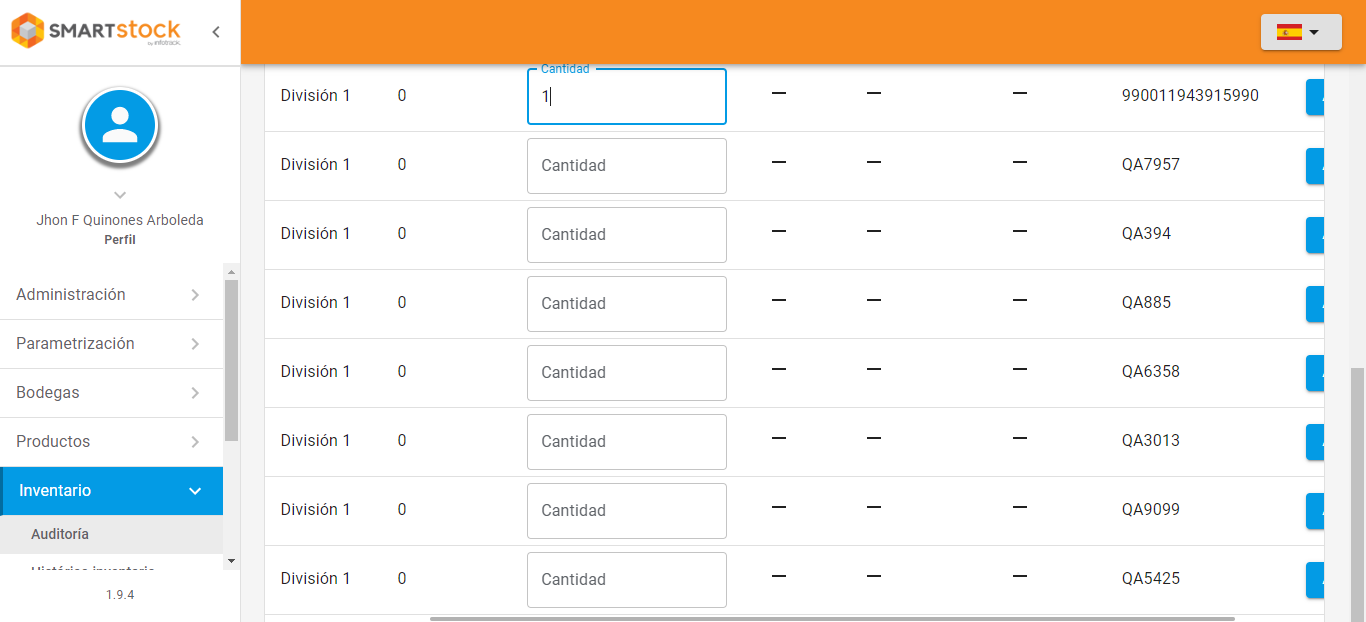 SMARTstock
by infotrack.
Jhon F Quinones Arboleda
Perfil
Administración
Parametrización
Bodegas
Productos
Inventario
Auditoría
Histórico inventario
1.9.4
Cantidad
División 1 0 1 — — — 990011943915990
División 1 0 Cantidad — — — QA7957
División 1 0 Cantidad — — — QA394
División 1 0 Cantidad — — — QA885
División 1 0 Cantidad — — — QA6358
División 1 0 Cantidad — — — QA3013
División 1 0 Cantidad — — — QA9099
División 1 0 Cantidad — — — QA5425